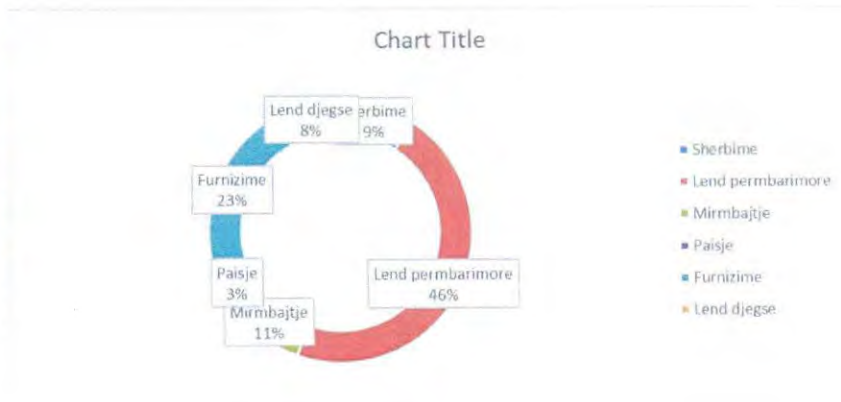 Chart Title
Lend djegse
8%
erbime
9%
Furnizime
23%
Paisje
3%
Mirmbajtje
11%
Lend permbarimore
46%
Sherbime
Lend permbarimore
Mirmbajtje
Paisje
Furnizime
Lend djegse